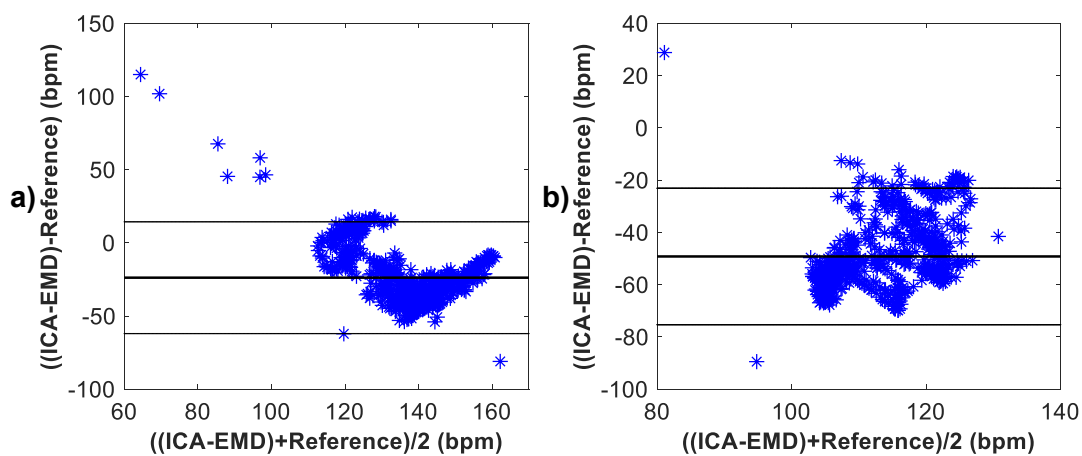 a)
((ICA-EMD)-Reference) (bpm)
150
100
50
0
-50
-100
60 80 100 120 140 160
((ICA-EMD)+Reference)/2 (bpm)
b)
((ICA-EMD)-Reference) (bpm)
40
20
0
-20
-40
-60
-80
-100
80 100 120 140
((ICA-EMD)+Reference)/2 (bpm)